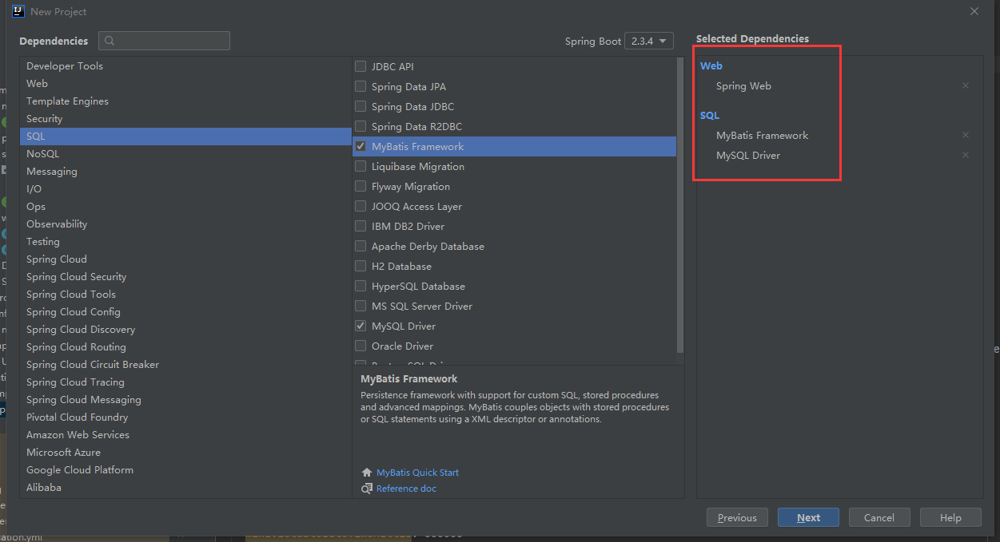 New Project
Dependencies
Spring Boot 2.3.4
Selected Dependencies
Developer Tools
Web
Template Engines
Security
SQL
NoSQL
Messaging
I/O
Ops
Observability
Testing
Spring Cloud
Spring Cloud Security
Spring Cloud Tools
Spring Cloud Config
Spring Cloud Discovery
Spring Cloud Routing
Spring Cloud Circuit Breaker
Spring Cloud Tracing
Spring Cloud Messaging
Pivotal Cloud Foundry
Amazon Web Services
Microsoft Azure
Google Cloud Platform
Alibaba
JDBC API
Spring Data JPA
Spring Data JDBC
Spring Data R2DBC
MyBatis Framework
Liquibase Migration
Flyway Migration
JOOQ Access Layer
IBM DB2 Driver
Apache Derby Database
H2 Database
HyperSQL Database
MS SQL Server Driver
MySQL Driver
Oracle Driver
MyBatis Framework
Persistence framework with support for custom SQL, stored procedures
and advanced mappings. MyBatis couples objects with stored procedures
or SQL statements using a XML descriptor or annotations.
MyBatis Quick Start
Reference doc
Web
Spring Web
SQL
MyBatis Framework
MySQL Driver
Previous
Next
Cancel
Help